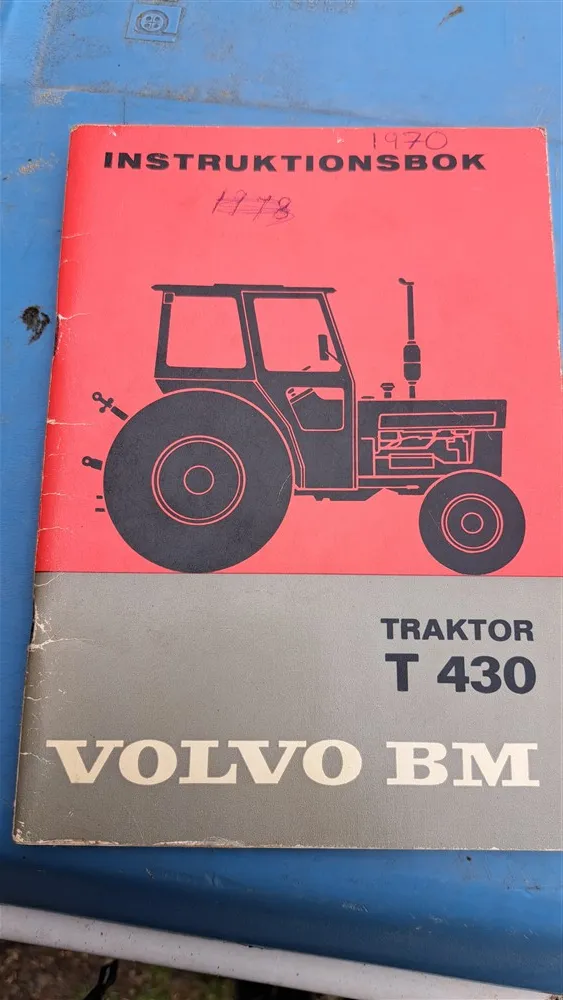 1970
INSTRUKTIONSBOK
1978
TRAKTOR
T 430
VOLVO BM